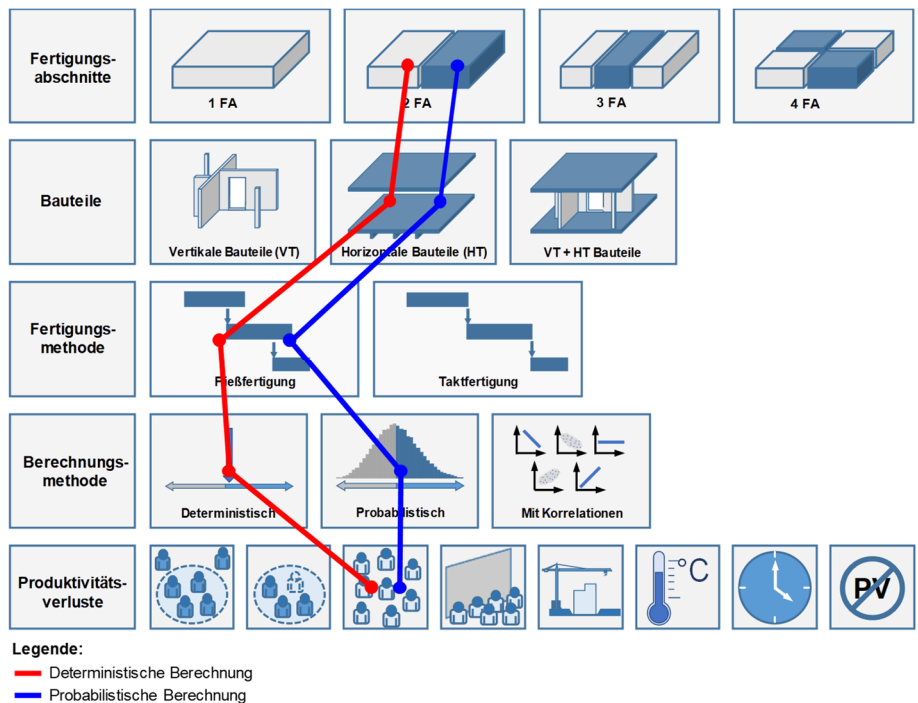 Fertigungs-
abschnitte
1 FA
2 FA
3 FA
4 FA
Bauteile
Vertikale Bauteile (VT)
Horizontale Bauteile (HT)
VT + HT Bauteile
Fertigungs-
methode
Fließfertigung
Taktfertigung
Berechnungs-
methode
Deterministisch
Probabilistisch
Mit Korrelationen
Produktivitäts-
verluste
°C
PV
Legende:
Deterministische Berechnung
Probabilistische Berechnung